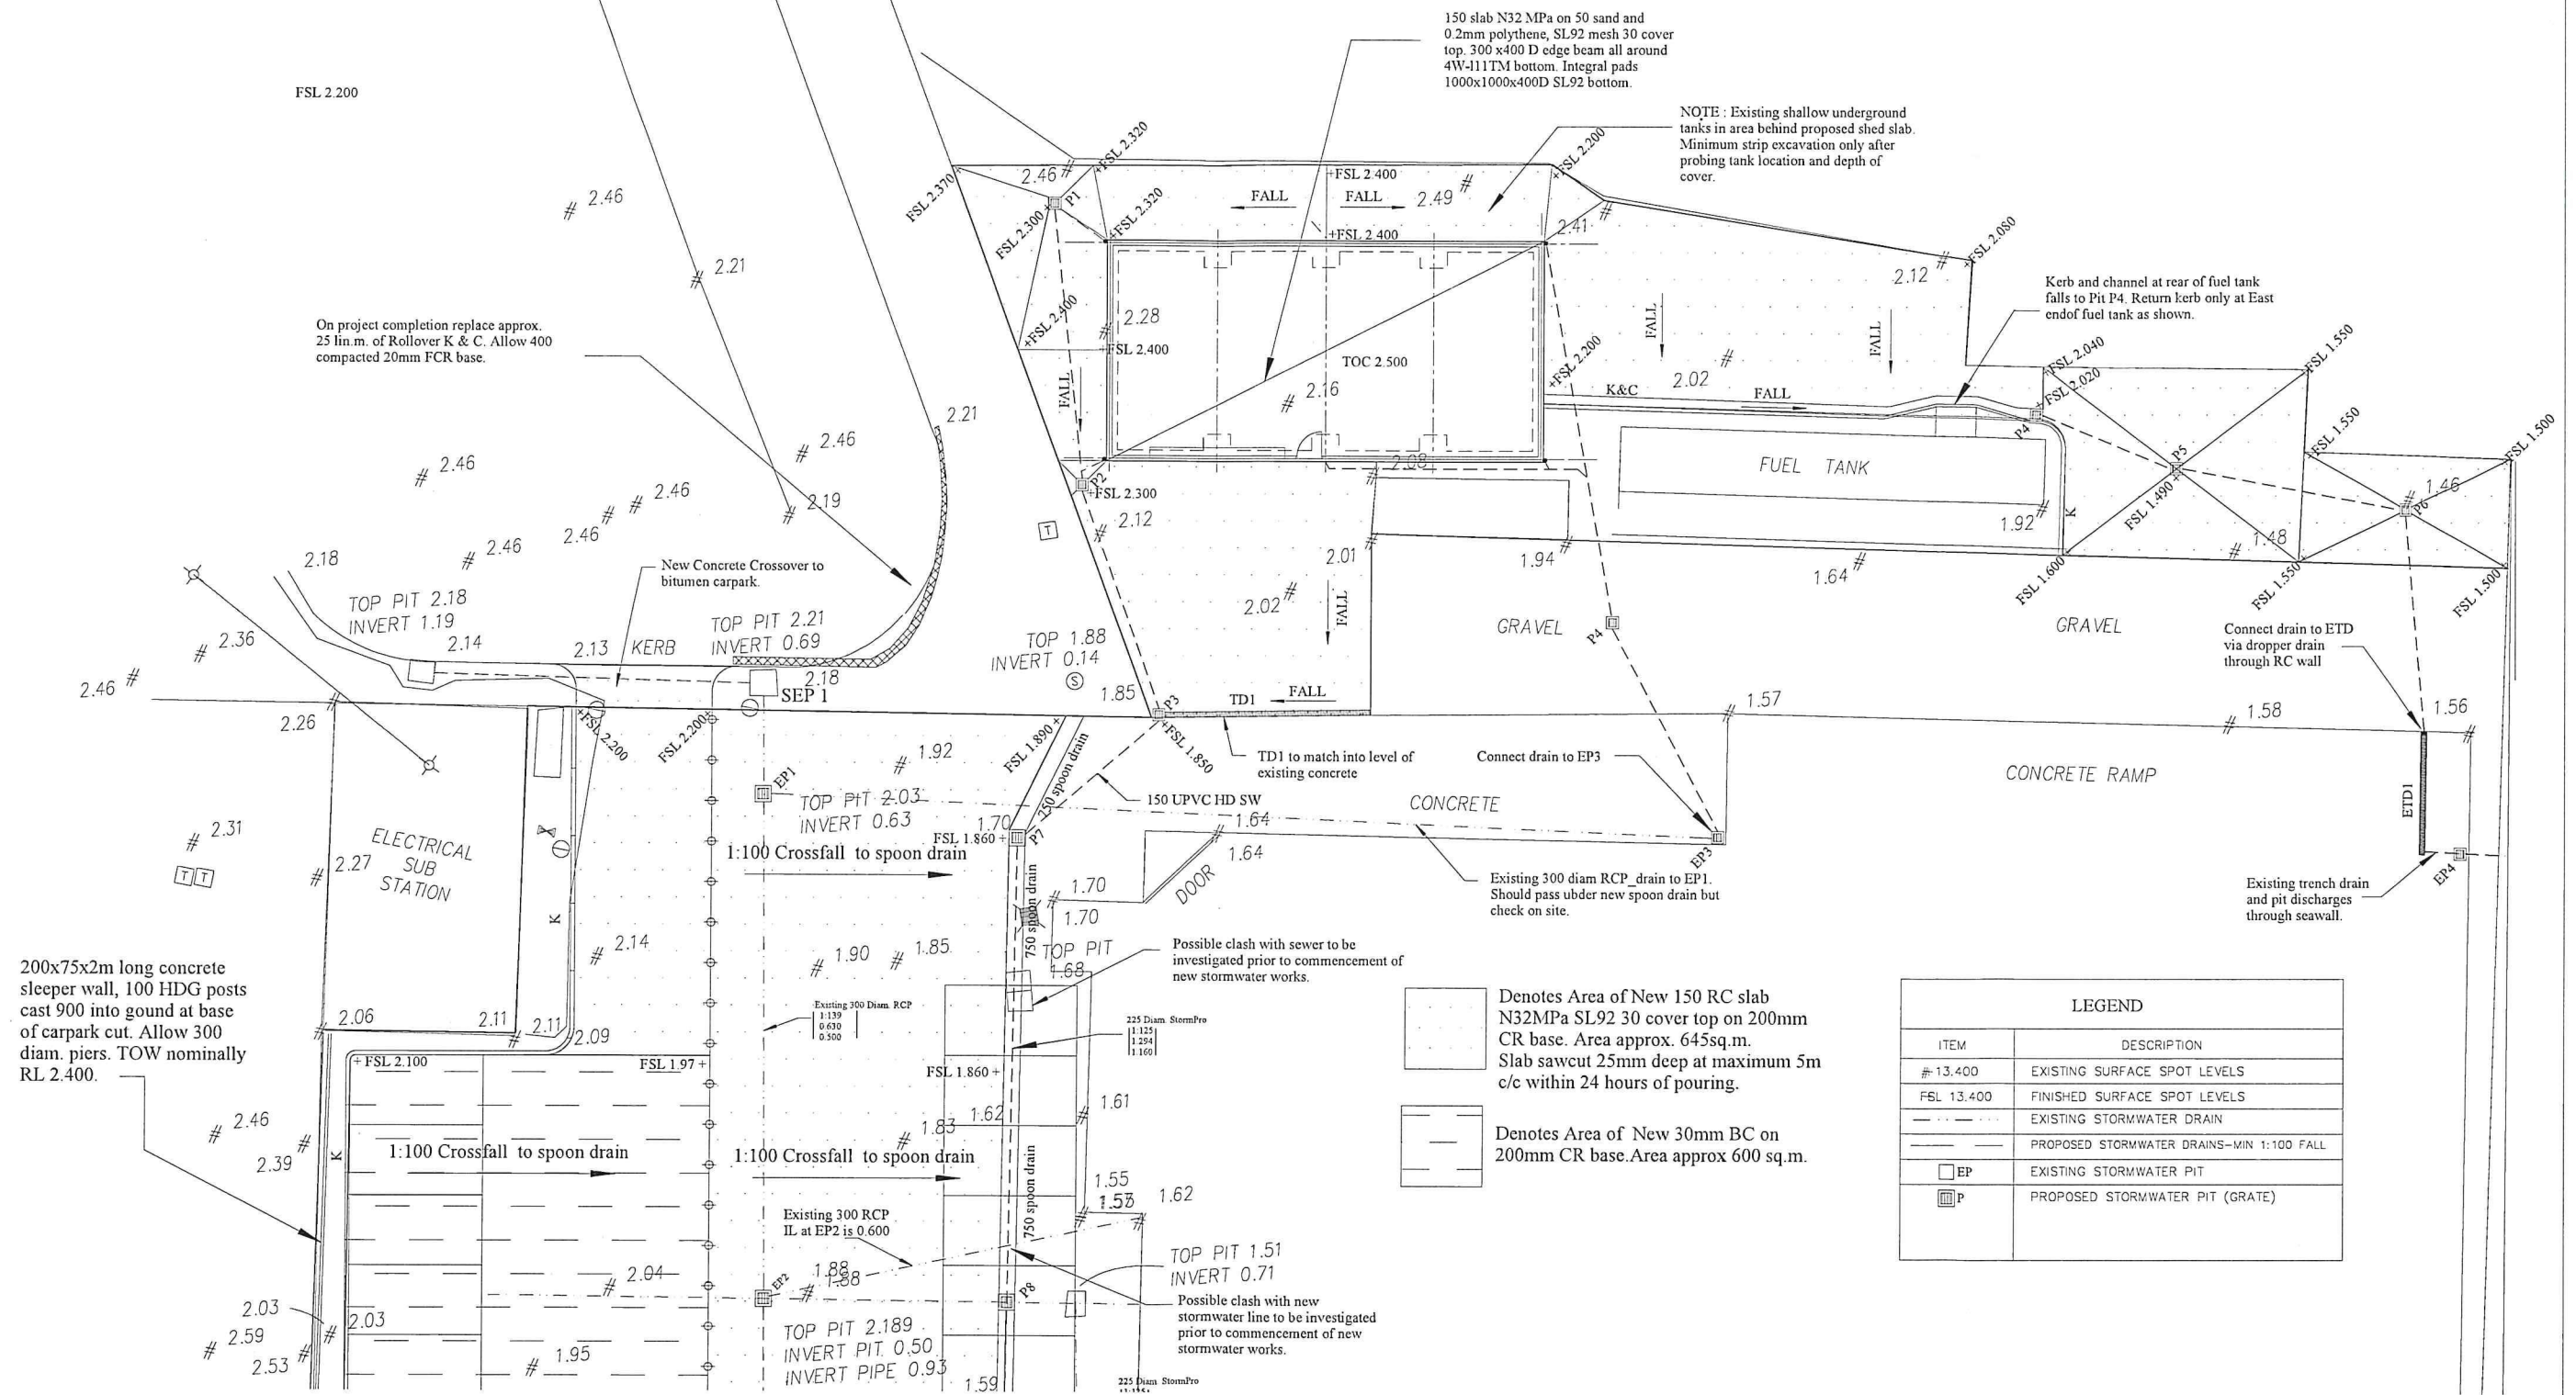 150 slab N32 MPa on 50 sand and
0.2mm polythene, SL92 mesh 30 cover
top. 300 x400 D edge beam all around
4W-l11TM bottom. Integral pads
1000x1000x400D SL92 bottom.
FSL 2.200
NOTE : Existing shallow underground
tanks in area behind proposed shed slab.
Minimum strip excavation only after
probing tank location and depth of
cover.
FSL 2.320
FSL 2.200
2.46
FSL 2.370
P1
FSL 2.400
2.49
FALL
FALL
2.46
FSL 2.300
FSL 2.320
FSL 2.400
2.41
FSL 2.080
2.21
2.12
Kerb and channel at rear of fuel tank
falls to Pit P4. Return kerb only at East
endof fuel tank as shown.
On project completion replace approx.
25 lin.m. of Rollover K & C. Allow 400
compacted 20mm FCR base.
FSL 2.400
2.28
FSL 2.400
TOC 2.500
FALL
FALL
FALL
FSL 2.200
2.02
FSL 2.040
FSL 2.020
FSL 1.550
K&C
FALL
2.16
2.21
2.46
2.46
2.46
2.19
2.46
2.46
P4
P5
FSL 1.550
FSL 1.500
2.08
FUEL TANK
P2
FSL 2.300
2.12
T
FSL 1.490
1.46
P6
1.92
K
2.01
1.94
1.64
1.48
FSL 1.600
FSL 1.550
FSL 1.500
2.18
New Concrete Crossover to
bitumen carpark.
TOP PIT 2.18
INVERT 1.19
TOP PIT 2.21
INVERT 0.69
2.02
FALL
TOP 1.88
INVERT 0.14
S
GRAVEL
P4
GRAVEL
Connect drain to ETD
via dropper drain
through RC wall
2.36
2.14
2.13
KERB
2.18
SEP 1
2.46
1.85
P3
TD1
FALL
1.57
1.58
1.56
2.26
FSL 2.200
FSL 2.200
FSL 1.890
750 spoon drain
FSL 1.850
1.92
TD1 to match into level of
existing concrete
Connect drain to EP3
CONCRETE RAMP
EP1
TOP PIT 2.03
INVERT 0.63
150 UPVC HD SW
CONCRETE
ETD1
1.70
FSL 1.860
P7
1.64
1.64
EP3
EP4
2.31
T T
2.27
ELECTRICAL
SUB
STATION
1:100 Crossfall to spoon drain
DOOR
1.70
1.70
Existing 300 diam RCP_drain to EP1.
Should pass ubder new spoon drain but
check on site.
Existing trench drain
and pit discharges
through seawall.
K
2.14
1.90
1.85
750 spoon drain
TOP PIT
1.68
Possible clash with sewer to be
investigated prior to commencement of
new stormwater works.
200x75x2m long concrete
sleeper wall, 100 HDG posts
cast 900 into gound at base
of carpark cut. Allow 300
diam. piers. TOW nominally
RL 2.400.
Existing 300 Diam. RCP
1:139
0.630
0.500
225 Diam. StormPro
1:125
1.294
1.160
2.06
2.11
2.11
2.09
FSL 2.100
FSL 1.97
FSL 1.860
Denotes Area of New 150 RC slab
N32MPa SL92 30 cover top on 200mm
CR base. Area approx. 645sq.m.
Slab sawcut 25mm deep at maximum 5m
c/c within 24 hours of pouring.
Denotes Area of New 30mm BC on
200mm CR base.Area approx 600 sq.m.
LEGEND
ITEM DESCRIPTION
# 13.400 EXISTING SURFACE SPOT LEVELS
FSL 13.400 FINISHED SURFACE SPOT LEVELS
EXISTING STORMWATER DRAIN
PROPOSED STORMWATER DRAINS-MIN 1:100 FALL
EP EXISTING STORMWATER PIT
P PROPOSED STORMWATER PIT (GRATE)
2.46
2.39
K
1:100 Crossfall to spoon drain
1:100 Crossfall to spoon drain
1.83
1.62
1.61
750 spoon drain
1.55
1.62
Existing 300 RCP
IL at EP2 is 0.600
2.04
EP2
1.88
1.88
P8
TOP PIT 1.51
INVERT 0.71
Possible clash with new
stormwater line to be investigated
prior to commencement of new
stormwater works.
2.03
2.03
2.59
2.53
1.95
TOP PIT 2.189
INVERT PIT 0.50
INVERT PIPE 0.93
1.59
225 Diam StormPro